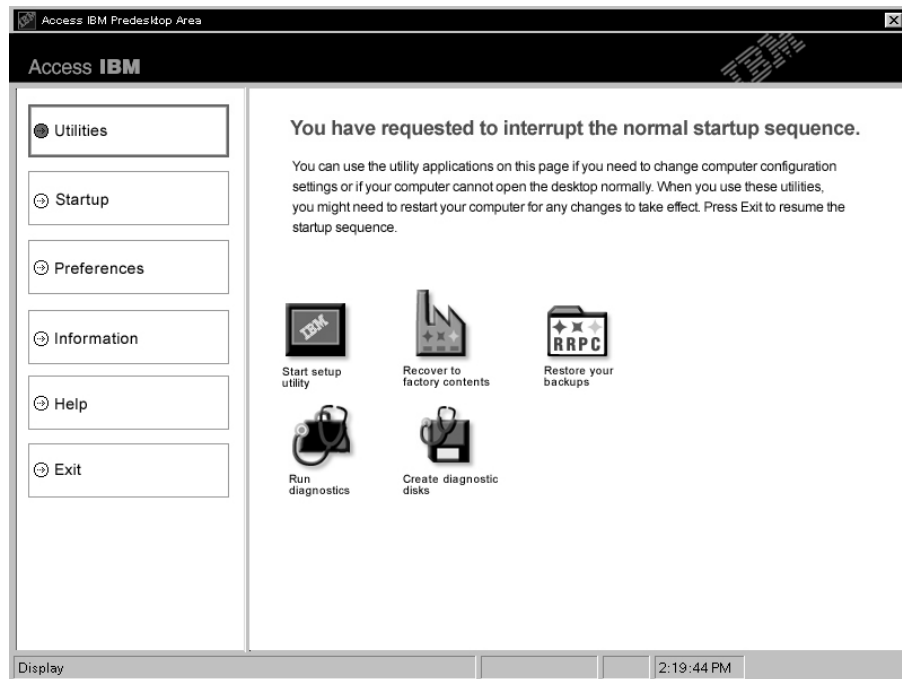 Access IBM Predesktop Area
Access IBM
IBM
Utilities
Startup
Preferences
Information
Help
Exit
You have requested to interrupt the normal startup sequence.
You can use the utility applications on this page if you need to change computer configuration
settings or if your computer cannot open the desktop normally. When you use these utilities,
you might need to restart your computer for any changes to take effect. Press Exit to resume the
startup sequence.
IBM
Start setup
utility
Recover to
factory contents
RRPC
Restore your
backups
Run
diagnostics
Create diagnostic
disks
Display
2:19:44 PM